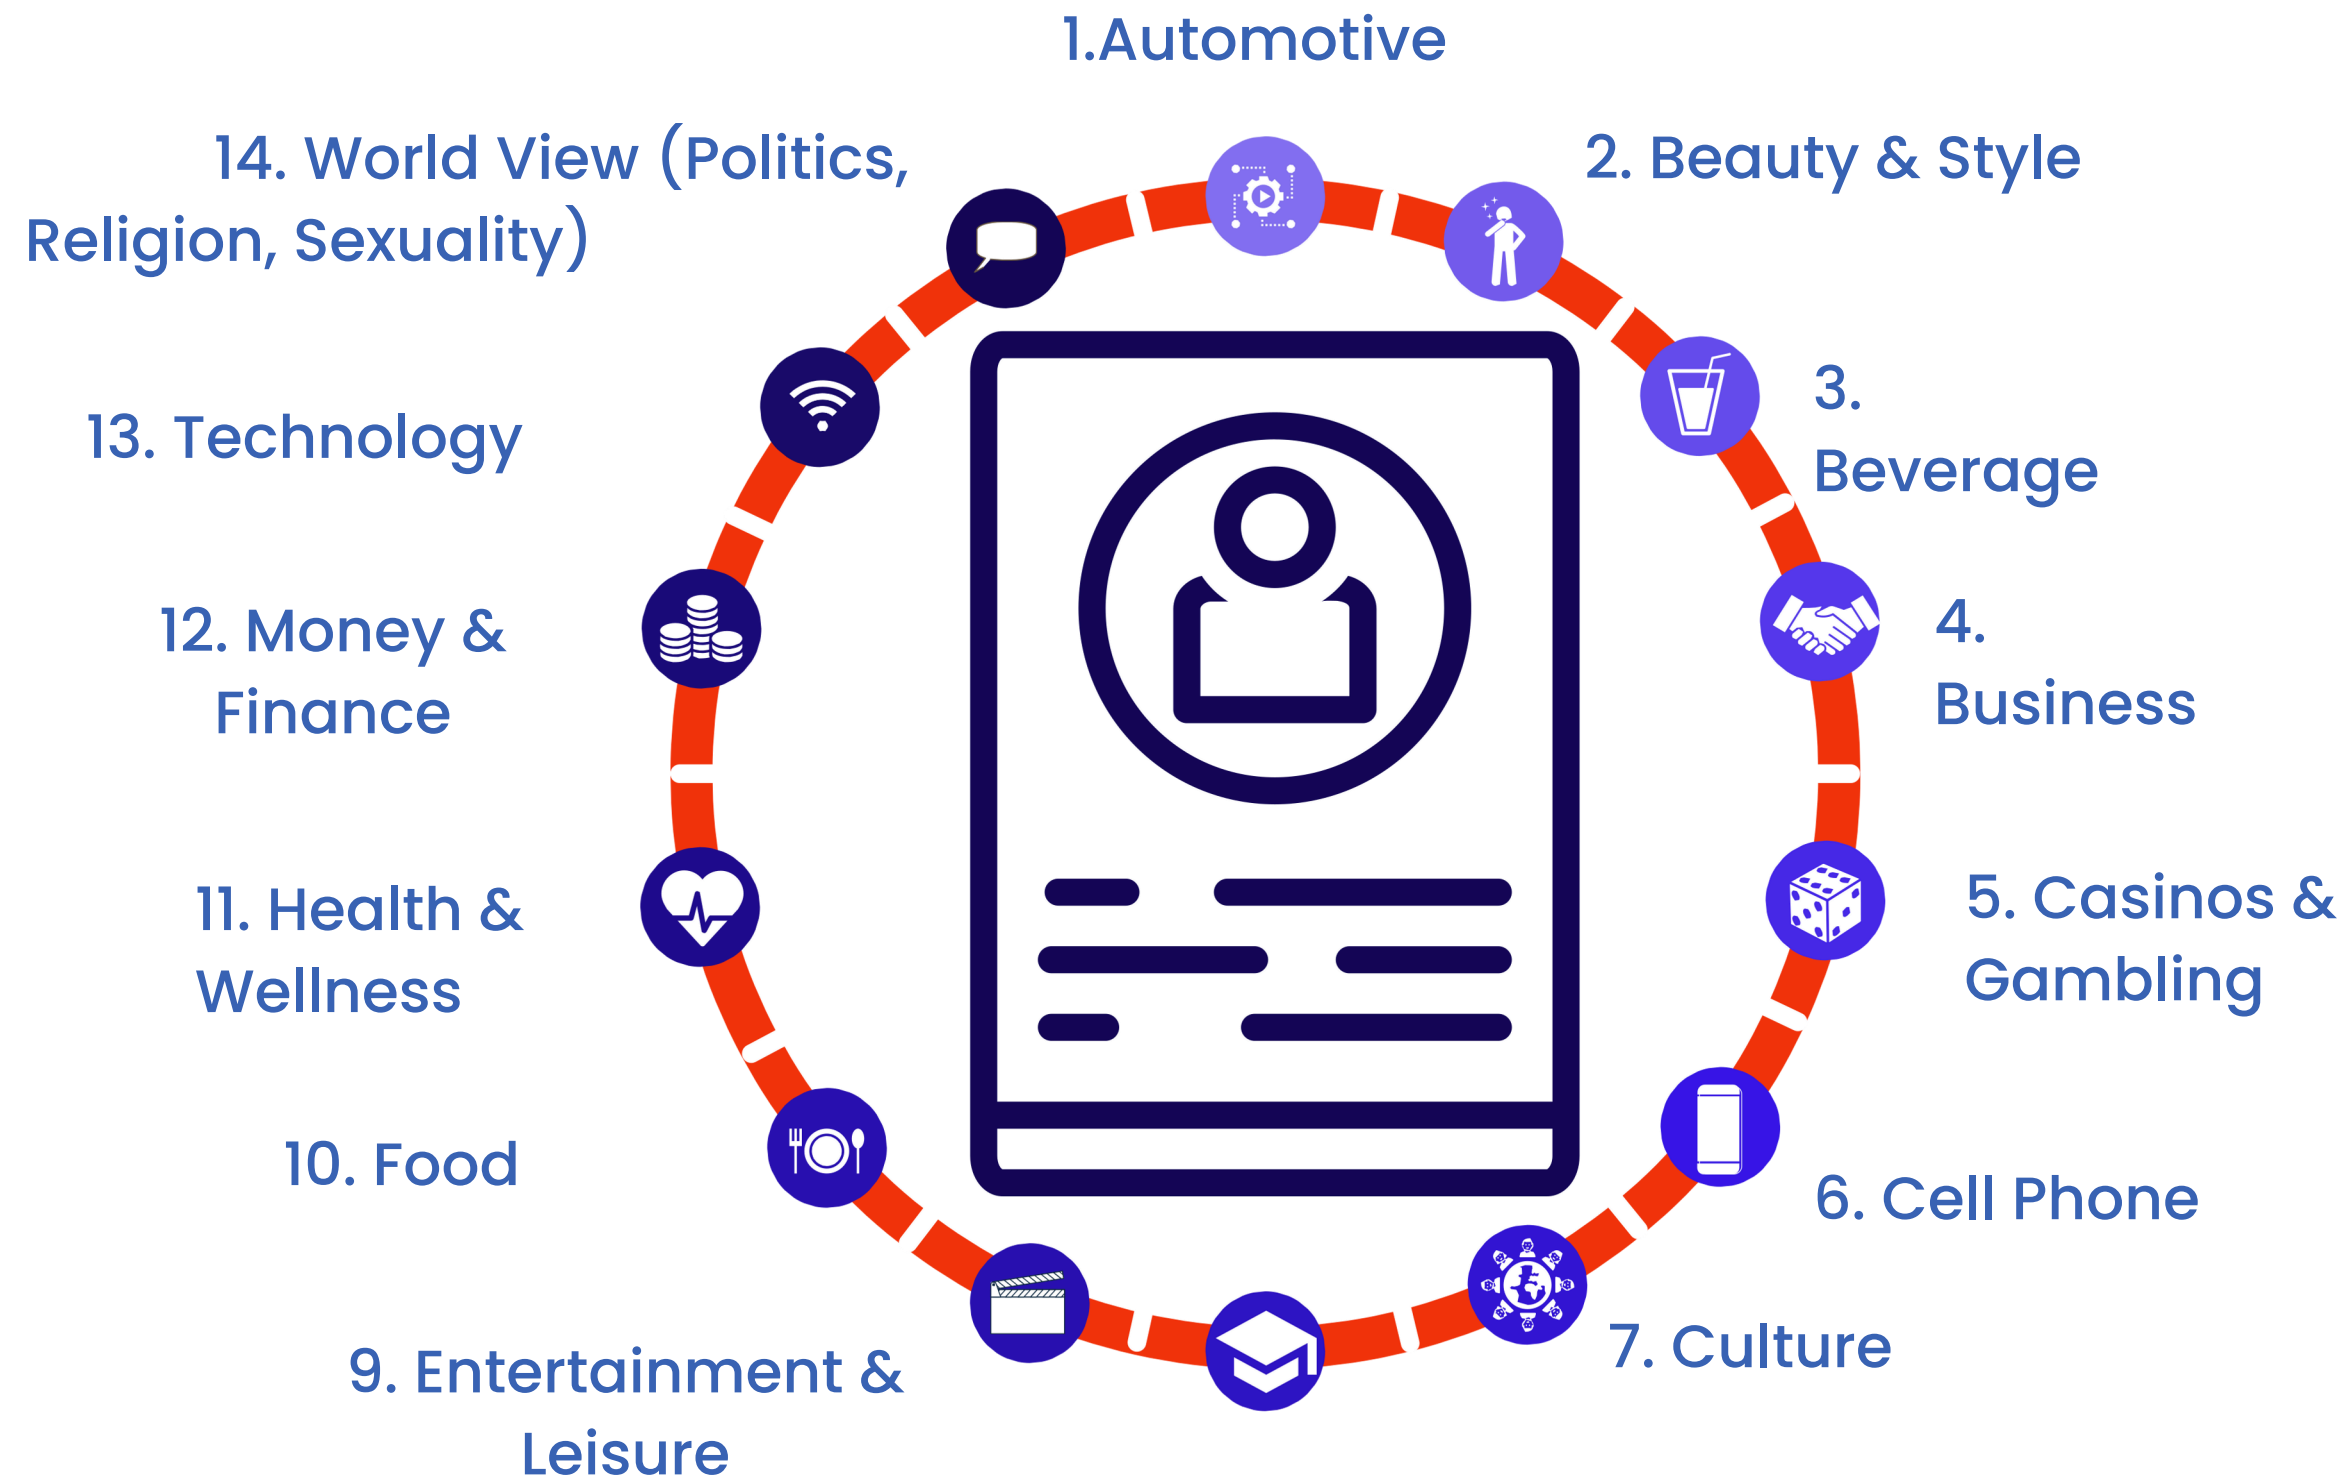 1.Automotive
2. Beauty & Style
3.
Beverage
4.
Business
5. Casinos &
Gambling
6. Cell Phone
7. Culture
9. Entertainment &
Leisure
10. Food
11. Health &
Wellness
12. Money &
Finance
13. Technology
14. World View (Politics,
Religion, Sexuality)